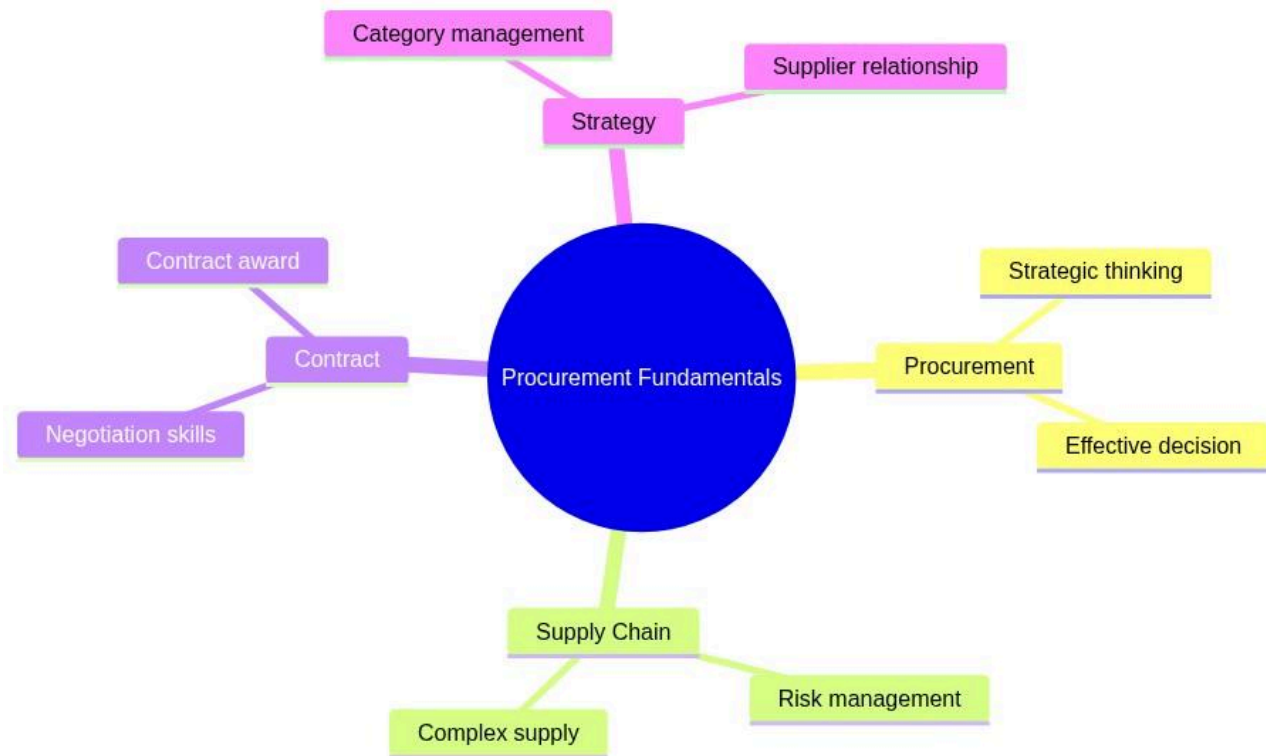 Category management
Supplier relationship
Strategy
Contract award
Strategic thinking
Contract
Procurement Fundamentals
Procurement
Negotiation skills
Effective decision
Supply Chain
Risk management
Complex supply